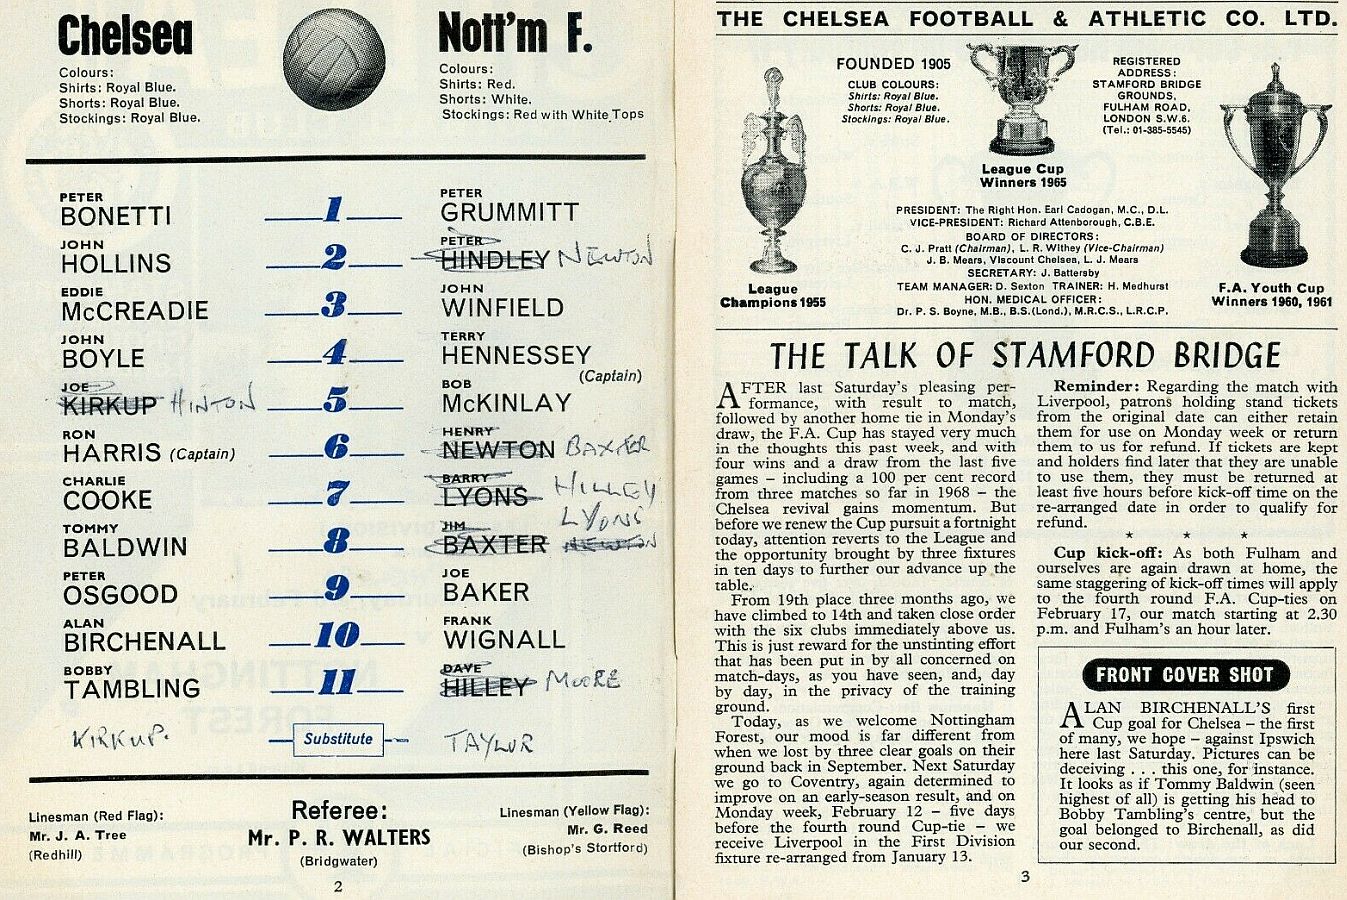 Chelsea
Colours:
Shirts: Royal Blue.
Shorts: Royal Blue.
Stockings: Royal Blue.
Nott'm F.
Colours:
Shirts: Red.
Shorts: White.
Stockings: Red with White Tops
PETER
BONETTI
1
PETER
GRUMMITT
JOHN
HOLLINS
2
PETER
HINDLEY NEWTON
EDDIE
McCREADIE
3
JOHN
WINFIELD
JOHN
BOYLE
4
TERRY
HENNESSEY
(Captain)
JOE
KIRKUP HINTON
5
BOB
McKINLAY
RON
HARRIS (Captain)
6
HENRY
NEWTON BAXTER
CHARLIE
COOKE
7
BARRY
LYONS HILLEY
TOMMY
BALDWIN
8
LYONS
JIM
BAXTER NEWTON
PETER
OSGOOD
9
JOE
BAKER
ALAN
BIRCHENALL
10
FRANK
WIGNALL
BOBBY
TAMBLING
11
DAVE
HILLEY MOORE
KIRKUP.
Substitute
TAYLOR
Linesman (Red Flag):
Mr. J. A. Tree
(Redhill)
Referee:
Mr. P. R. WALTERS
(Bridgwater)
Linesman (Yellow Flag):
Mr. G. Reed
(Bishop's Stortford)
2
THE CHELSEA FOOTBALL & ATHLETIC CO. LTD.
FOUNDED 1905
CLUB COLOURS:
Shirts: Royal Blue.
Shorts: Royal Blue.
Stockings: Royal Blue.
REGISTERED
ADDRESS:
STAMFORD BRIDGE
GROUNDS,
FULHAM ROAD,
LONDON S.W.6.
(Tel.: 01-385-5545)
League Cup
Winners 1965
PRESIDENT: The Right Hon. Earl Cadogan, M.C., D.L.
VICE-PRESIDENT: Richard Attenborough, C.B.E.
BOARD OF DIRECTORS:
C. J. Pratt (Chairman), L. R. Withey (Vice-Chairman)
J. B. Mears, Viscount Chelsea, L. J. Mears
SECRETARY: J. Battersby
TEAM MANAGER: D. Sexton TRAINER: H. Medhurst
HON. MEDICAL OFFICER:
Dr. P. S. Boyne, M.B., B.S.(Lond.), M.R.C.S., L.R.C.P.
League
Champions 1955
F.A. Youth Cup
Winners 1960, 1961
THE TALK OF STAMFORD BRIDGE
AFTER last Saturday's pleasing per-
formance, with result to match,
followed by another home tie in Monday's
draw, the F.A. Cup has stayed very much
in the thoughts this past week, and with
four wins and a draw from the last five
games – including a 100 per cent record
from three matches so far in 1968 – the
Chelsea revival gains momentum. But
before we renew the Cup pursuit a fortnight
today, attention reverts to the League and
the opportunity brought by three fixtures
in ten days to further our advance up the
table.
From 19th place three months ago, we
have climbed to 14th and taken close order
with the six clubs immediately above us.
This is just reward for the unstinting effort
that has been put in by all concerned on
match-days, as you have seen, and, day
by day, in the privacy of the training
ground.
Today, as we welcome Nottingham
Forest, our mood is far different from
when we lost by three clear goals on their
ground back in September. Next Saturday
we go to Coventry, again determined to
improve on an early-season result, and on
Monday week, February 12 – five days
before the fourth round Cup-tie – we
receive Liverpool in the First Division
fixture re-arranged from January 13.
Reminder: Regarding the match with
Liverpool, patrons holding stand tickets
from the original date can either retain
them for use on Monday week or return
them to us for refund. If tickets are kept
and holders find later that they are unable
to use them, they must be returned at
least five hours before kick-off time on the
re-arranged date in order to qualify for
refund.
* * *
Cup kick-off: As both Fulham and
ourselves are again drawn at home, the
same staggering of kick-off times will apply
to the fourth round F.A. Cup-ties on
February 17, our match starting at 2.30
p.m. and Fulham's an hour later.
FRONT COVER SHOT
ALAN BIRCHENALL'S first
Cup goal for Chelsea – the first
of many, we hope – against Ipswich
here last Saturday. Pictures can be
deceiving . . . this one, for instance.
It looks as if Tommy Baldwin (seen
highest of all) is getting his head to
Bobby Tambling's centre, but the
goal belonged to Birchenall, as did
our second.
3